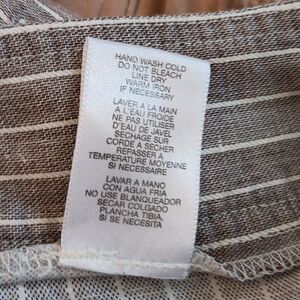 HAND WASH COLD
DO NOT BLEACH
LINE DRY
WARM IRON
IF NECESSARY
LAVER A LA MAIN
A L'EAU FROIDE
NE PAS UTILISER
D'EAU DE JAVEL
SECHAGE SUR
CORDE A SECHER
REPASSER A
TEMPERATURE MOYENNE
SI NECESSAIRE
LAVAR A MANO
CON AGUA FRIA
NO USE BLANQUEADOR
SECAR COLGADO
PLANCHA TIBIA,
SI SE NECESITA